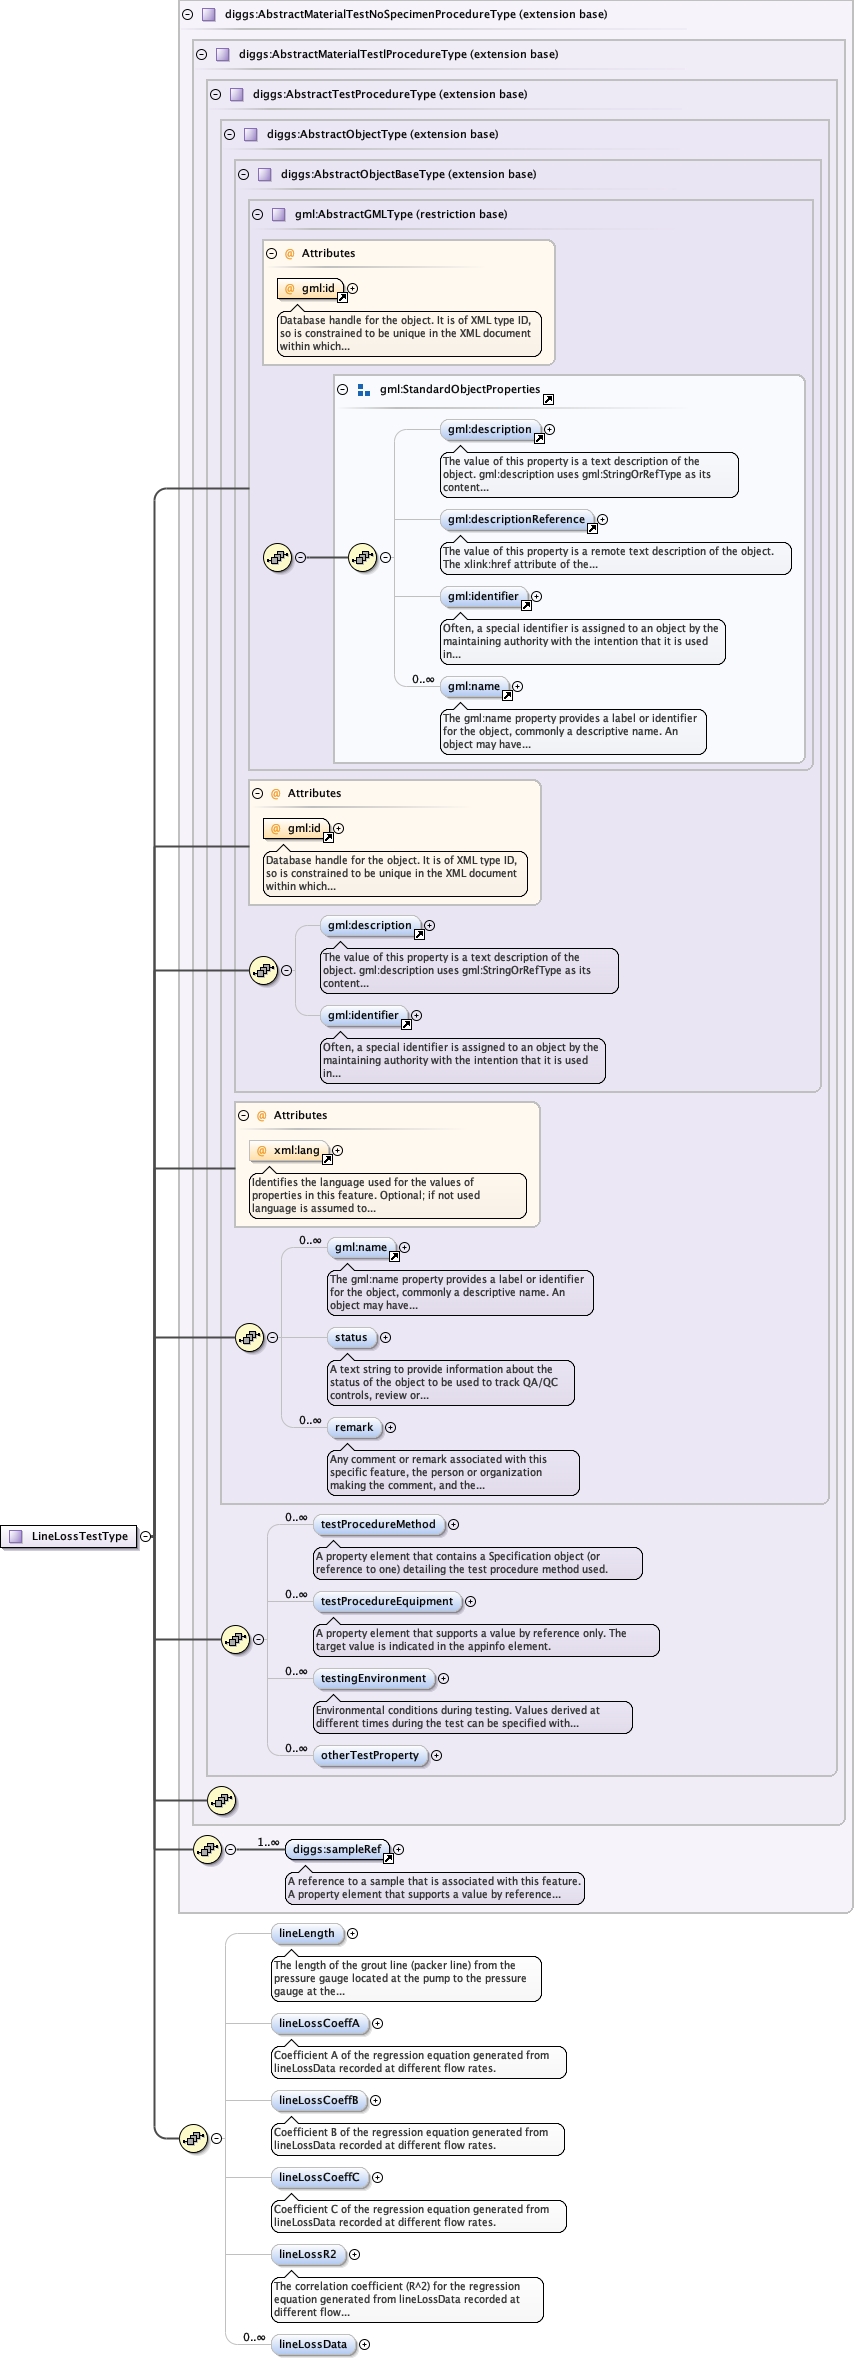 diggs:AbstractMaterialTestNoSpecimenProcedureType (extension base)
diggs:AbstractMaterialTestlProcedureType (extension base)
diggs:AbstractTestProcedureType (extension base)
diggs:AbstractObjectType (extension base)
diggs:AbstractObjectBaseType (extension base)
gml:AbstractGMLType (restriction base)
@ Attributes
@ gml:id
Database handle for the object. It is of XML type ID,
so is constrained to be unique in the XML document
within which...
gml:StandardObjectProperties
gml:description
The value of this property is a text description of the
object. gml:description uses gml:StringOrRefType as its
content...
gml:descriptionReference
The value of this property is a remote text description of the object.
The xlink:href attribute of the...
gml:identifier
Often, a special identifier is assigned to an object by the
maintaining authority with the intention that it is used
in...
0..∞ gml:name
The gml:name property provides a label or identifier
for the object, commonly a descriptive name. An
object may have...
@ Attributes
@ gml:id
Database handle for the object. It is of XML type ID,
so is constrained to be unique in the XML document
within which...
gml:description
The value of this property is a text description of the
object. gml:description uses gml:StringOrRefType as its
content...
gml:identifier
Often, a special identifier is assigned to an object by the
maintaining authority with the intention that it is used
in...
@ Attributes
@ xml:lang
Identifies the language used for the values of
properties in this feature. Optional; if not used
language is assumed to...
0..∞ gml:name
The gml:name property provides a label or identifier
for the object, commonly a descriptive name. An
object may have...
status
A text string to provide information about the
status of the object to be used to track QA/QC
controls, review or...
0..∞ remark
Any comment or remark associated with this
specific feature, the person or organization
making the comment, and the...
LineLossTestType
0..∞ testProcedureMethod
A property element that contains a Specification object (or
reference to one) detailing the test procedure method used.
0..∞ testProcedureEquipment
A property element that supports a value by reference only. The
target value is indicated in the appinfo element.
0..∞ testingEnvironment
Environmental conditions during testing. Values derived at
different times during the test can be specified with...
0..∞ otherTestProperty
1..∞ diggs:sampleRef
A reference to a sample that is associated with this feature.
A property element that supports a value by reference...
lineLength
The length of the grout line (packer line) from the
pressure gauge located at the pump to the pressure
gauge at the...
lineLossCoeffA
Coefficient A of the regression equation generated from
lineLossData recorded at different flow rates.
lineLossCoeffB
Coefficient B of the regression equation generated from
lineLossData recorded at different flow rates.
lineLossCoeffC
Coefficient C of the regression equation generated from
lineLossData recorded at different flow rates.
lineLossR2
The correlation coefficient (R^2) for the regression
equation generated from lineLossData recorded at
different flow...
0..∞ lineLossData